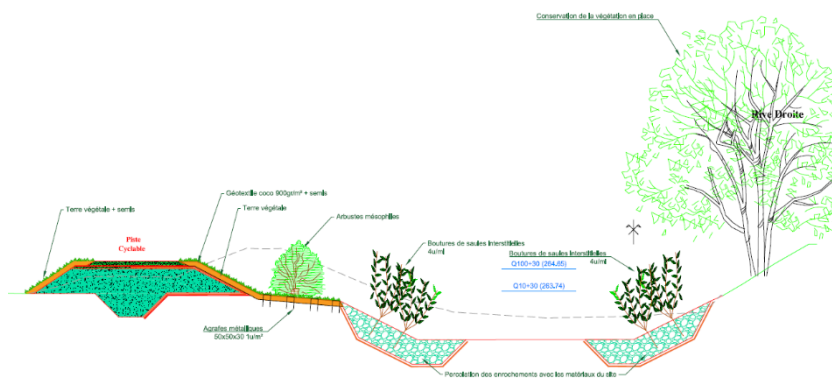 Conservation de la végétation en place
Rive Droite
Géotextile coco 900gr/m² + semis
Terre végétale
Terre végétale + semis
Arbustes mésophiles
Piste
Cyclable
Boutures de saules interstitielles
4u/ml
Boutures de saules interstitielles
4u/ml
Q100+30 (264.65)
Q10+30 (263.74)
Agrafes métalliques
50x50x30 1u/m²
Percolation des enrochements avec les matériaux du site